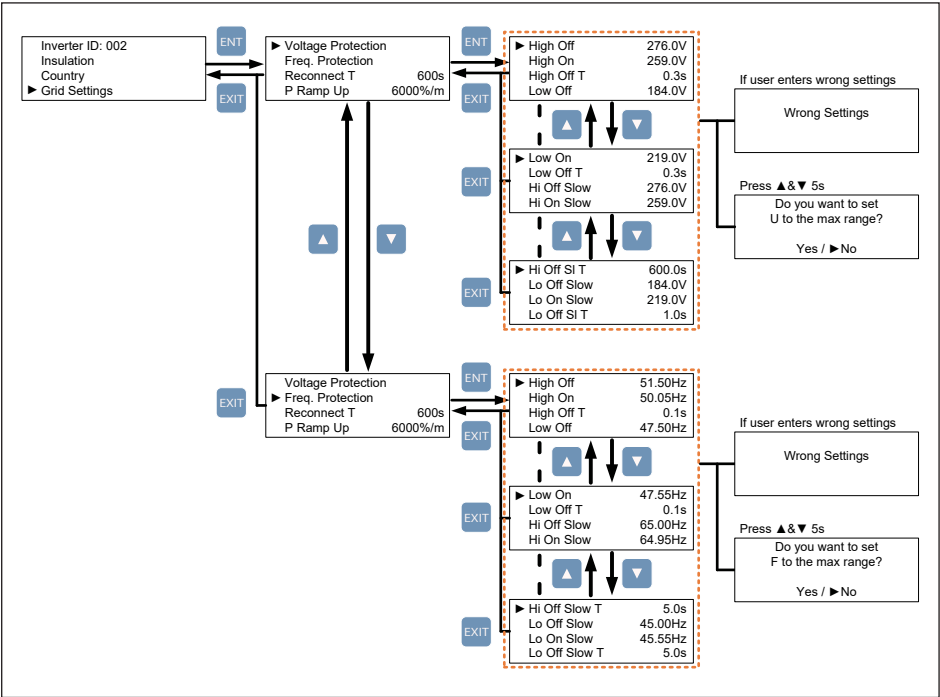 Inverter ID: 002
Insulation
Country
► Grid Settings
ENT
EXIT
► Voltage Protection
Freq. Protection
Reconnect T 600s
P Ramp Up 6000%/m
ENT
EXIT
► High Off 276.0V
High On 259.0V
High Off T 0.3s
Low Off 184.0V
▲ ▼
EXIT
► Low On 219.0V
Low Off T 0.3s
Hi Off Slow 276.0V
Hi On Slow 259.0V
▲ ▼
EXIT
► Hi Off Sl T 600.0s
Lo Off Slow 184.0V
Lo On Slow 219.0V
Lo Off Sl T 1.0s
If user enters wrong settings
Wrong Settings
Press ▲&▼ 5s
Do you want to set
U to the max range?
Yes / ►No
▲ ▼
EXIT
Voltage Protection
► Freq. Protection
Reconnect T 600s
P Ramp Up 6000%/m
ENT
EXIT
► High Off 51.50Hz
High On 50.05Hz
High Off T 0.1s
Low Off 47.50Hz
▲ ▼
EXIT
► Low On 47.55Hz
Low Off T 0.1s
Hi Off Slow 65.00Hz
Hi On Slow 64.95Hz
▲ ▼
EXIT
► Hi Off Slow T 5.0s
Lo Off Slow 45.00Hz
Lo On Slow 45.55Hz
Lo Off Slow T 5.0s
If user enters wrong settings
Wrong Settings
Press ▲&▼ 5s
Do you want to set
F to the max range?
Yes / ►No